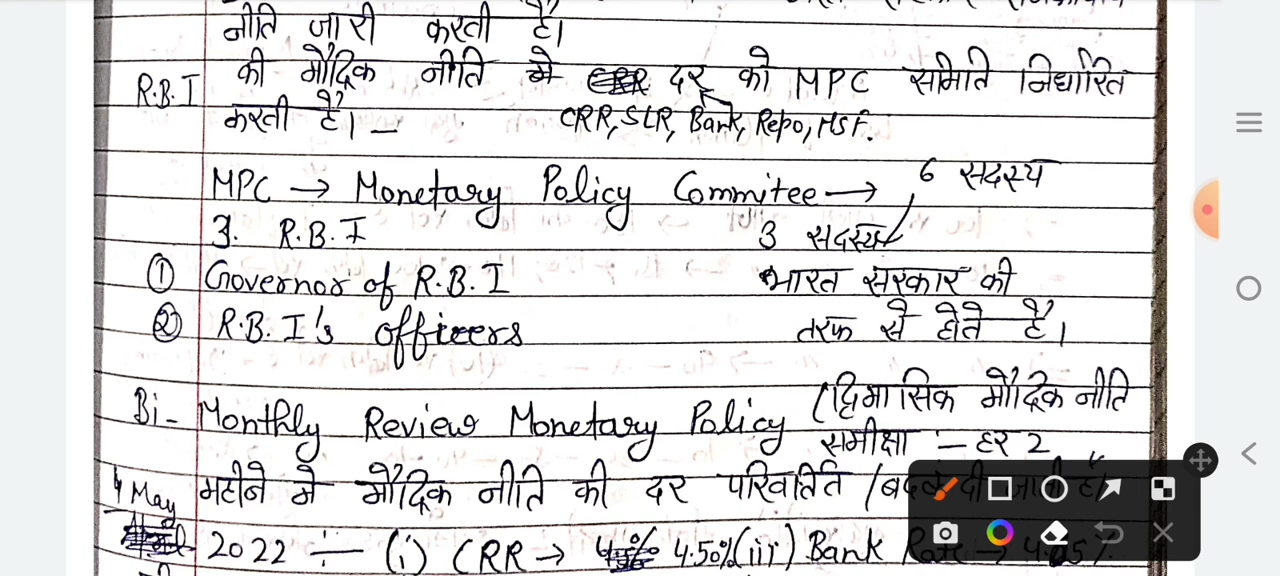 नीति जारी करती है।
R.B.I की मौद्रिक नीति मे दर को MPC समिति निर्धारित
करती है। – CRR, SLR, Bank, Repo, MSF.
MPC → Monetary Policy Commitee → 6 सदस्य
3. R.B.I 3 सदस्य
① Governor of R.B.I भारत सरकार की
② R.B.I's officers तरफ से होते है।
Bi- Monthly Review Monetary Policy (द्विमासिक मौद्रिक नीति
समीक्षा :– हर 2
महीने मे मौद्रिक नीति की दर परिवर्तित /
4 May
2022 :– (i) CRR → 4.50% (iii) Bank Rate →